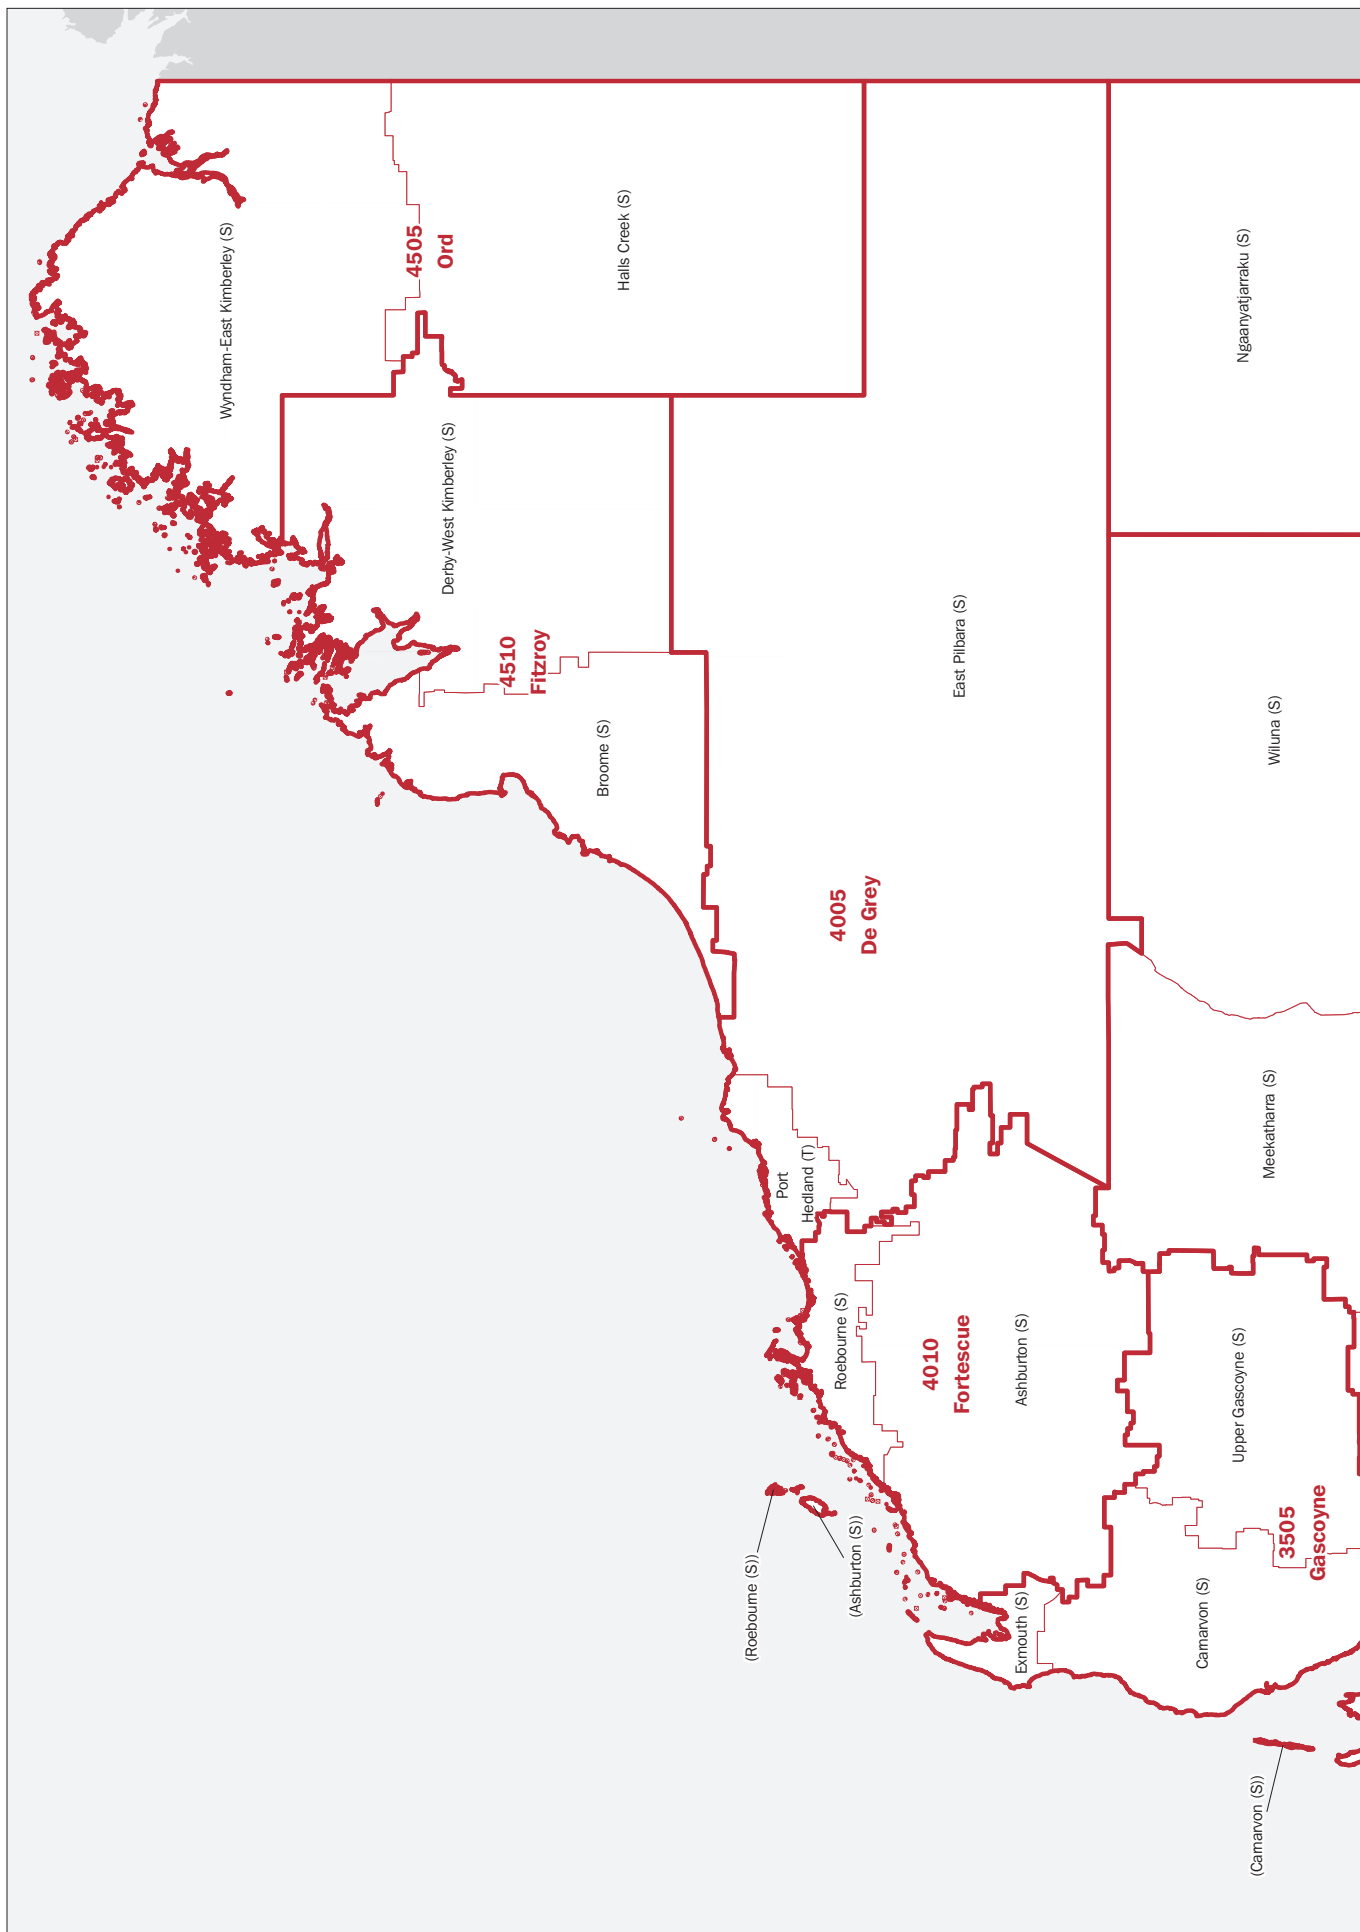 Wyndham-East Kimberley (S)
4505
Ord
Halls Creek (S)
Derby-West Kimberley (S)
4510
Fitzroy
Broome (S)
Ngaanyatjarraku (S)
East Pilbara (S)
Wiluna (S)
4005
De Grey
Port
Hedland (T)
Meekatharra (S)
Roebourne (S)
4010
Fortescue
Ashburton (S)
Upper Gascoyne (S)
3505
Gascoyne
(Roebourne (S))
(Ashburton (S))
Exmouth (S)
Carnarvon (S)
(Carnarvon (S))